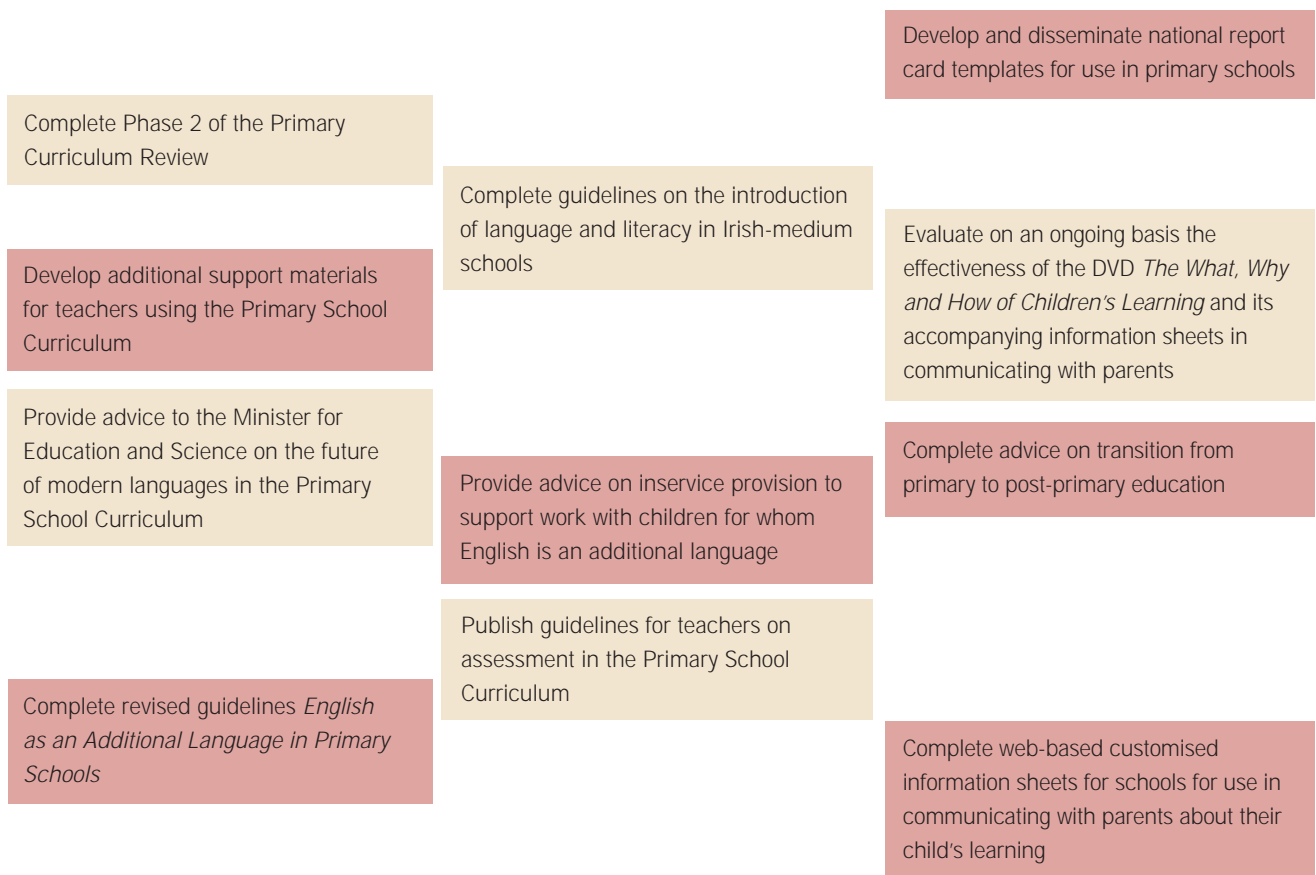 Complete Phase 2 of the Primary
Curriculum Review
Develop additional support materials
for teachers using the Primary School
Curriculum
Provide advice to the Minister for
Education and Science on the future
of modern languages in the Primary
School Curriculum
Complete revised guidelines English
as an Additional Language in Primary
Schools
Complete guidelines on the introduction
of language and literacy in Irish-medium
schools
Provide advice on inservice provision to
support work with children for whom
English is an additional language
Publish guidelines for teachers on
assessment in the Primary School
Curriculum
Develop and disseminate national report
card templates for use in primary schools
Evaluate on an ongoing basis the
effectiveness of the DVD The What, Why
and How of Children’s Learning and its
accompanying information sheets in
communicating with parents
Complete advice on transition from
primary to post-primary education
Complete web-based customised
information sheets for schools for use in
communicating with parents about their
child’s learning